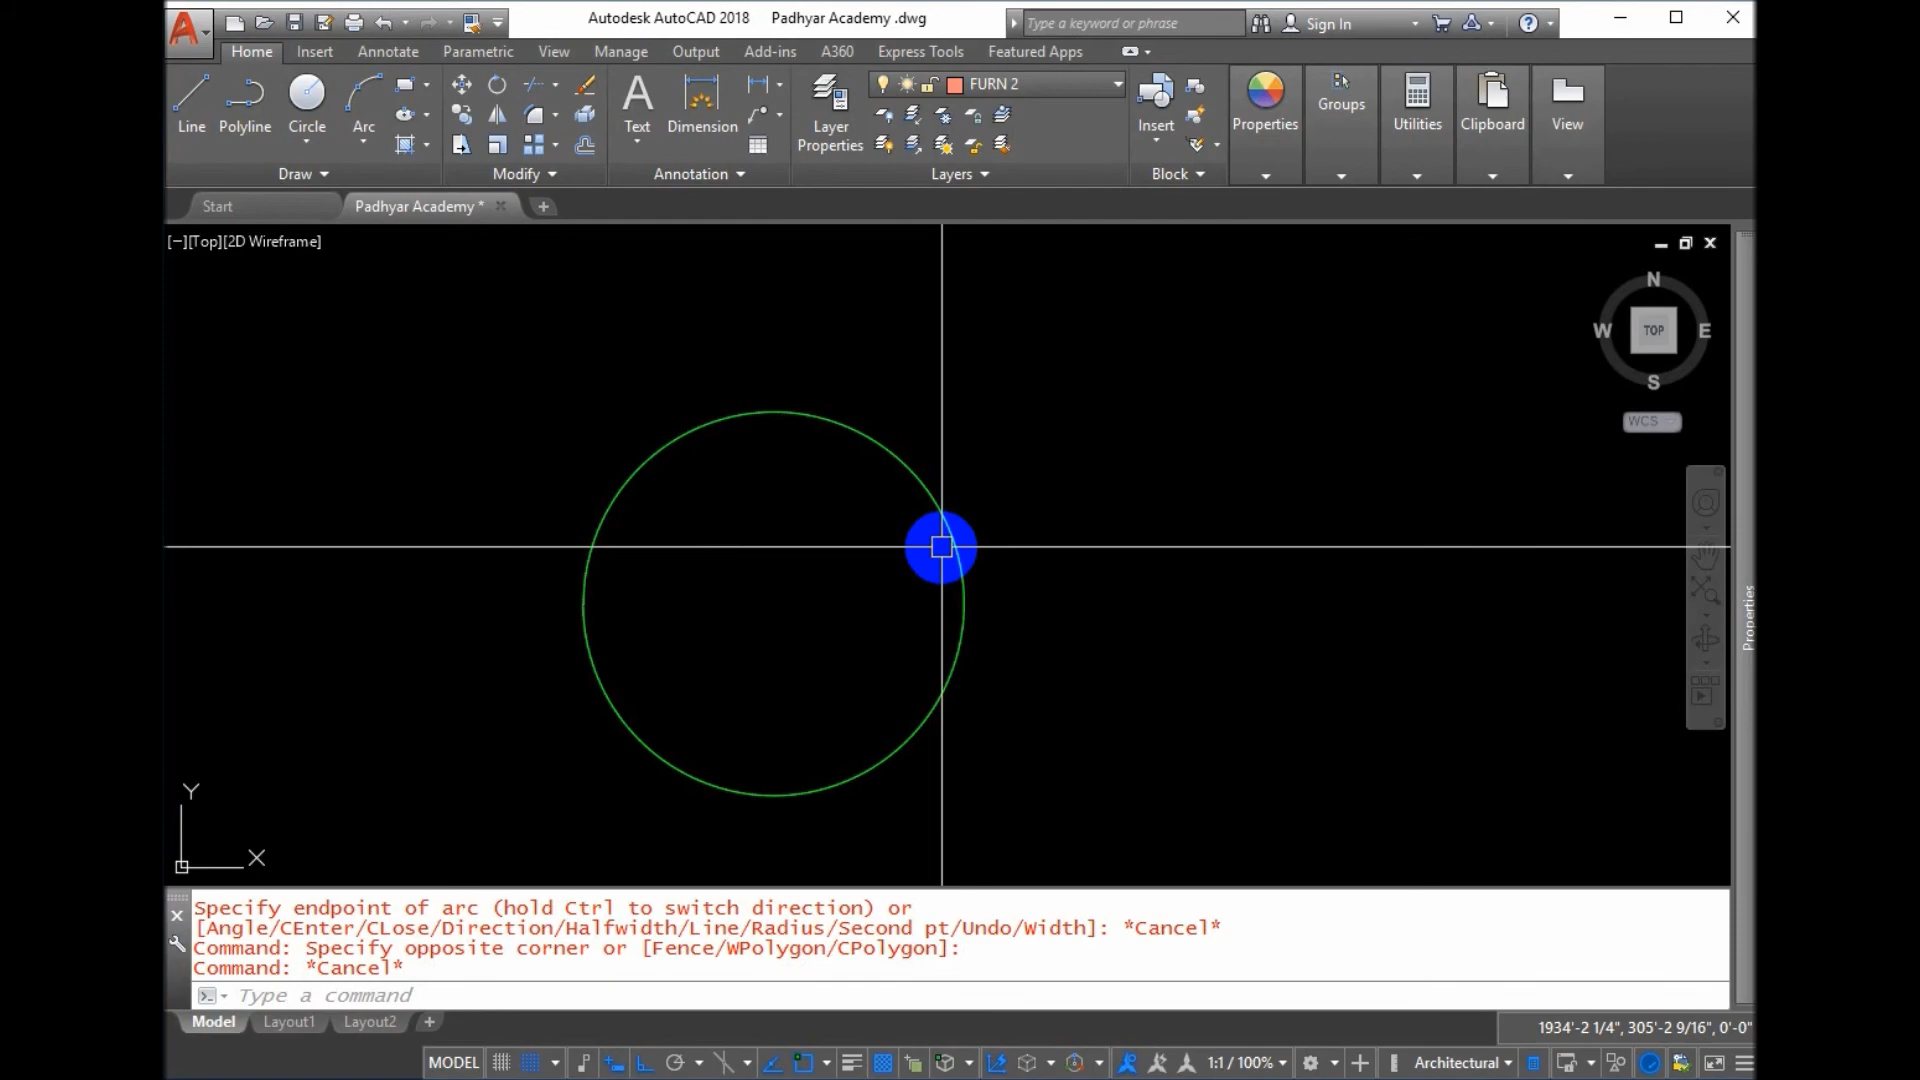 Autodesk AutoCAD 2018 Padhyar Academy .dwg
Type a keyword or phrase
Sign In
Home Insert Annotate Parametric View Manage Output Add-ins A360 Express Tools Featured Apps
FURN 2
Line Polyline Circle Arc
Text Dimension
Layer
Properties
Insert
Properties
Groups
Utilities
Clipboard
View
Draw Modify Annotation Layers Block
Start Padhyar Academy *
[−][Top][2D Wireframe]
N
W TOP E
S
WCS
Properties
Y
X
Specify endpoint of arc (hold Ctrl to switch direction) or
[Angle/CEnter/CLose/Direction/Halfwidth/Line/Radius/Second pt/Undo/Width]: *Cancel*
Command: Specify opposite corner or [Fence/WPolygon/CPolygon]:
Command: *Cancel*
Type a command
Model Layout1 Layout2
1934'-2 1/4", 305'-2 9/16", 0'-0"
MODEL 1:1 / 100% Architectural